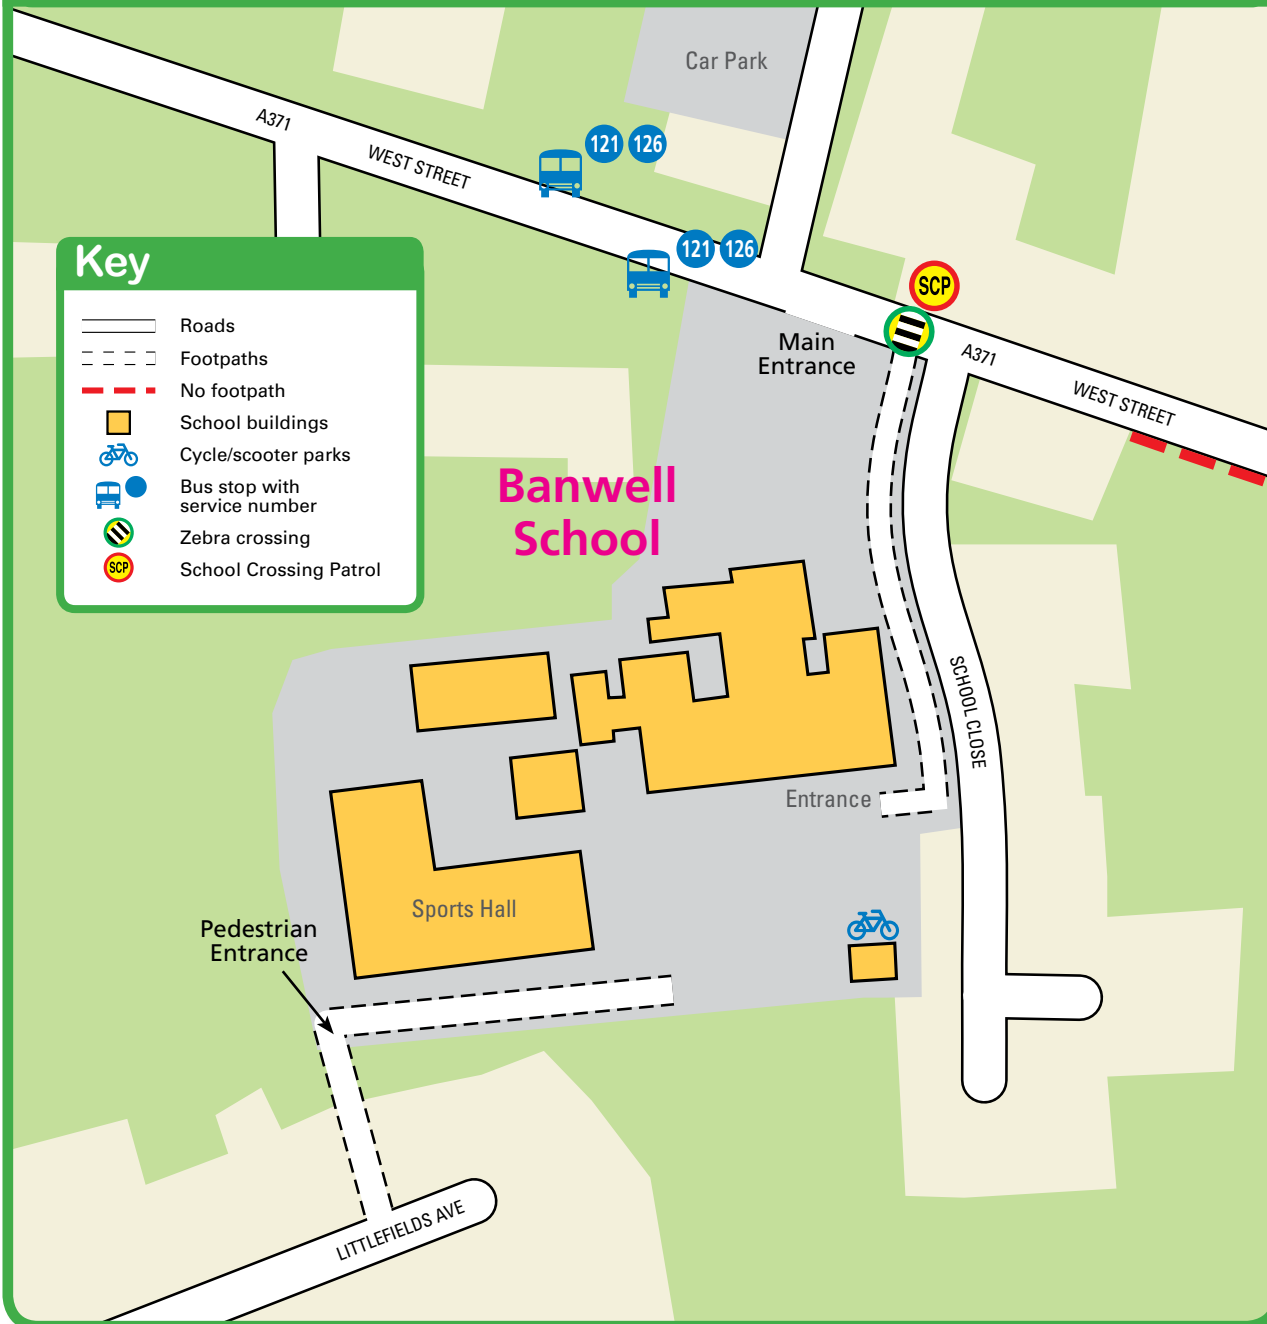 Car Park
A371
WEST STREET
121 126
121 126
SCP
Key
Roads
Footpaths
No footpath
School buildings
Cycle/scooter parks
Bus stop with
service number
Zebra crossing
SCP
School Crossing Patrol
Main
Entrance
A371
WEST STREET
Banwell
School
SCHOOL CLOSE
Entrance
Sports Hall
Pedestrian
Entrance
LITTLEFIELDS AVE